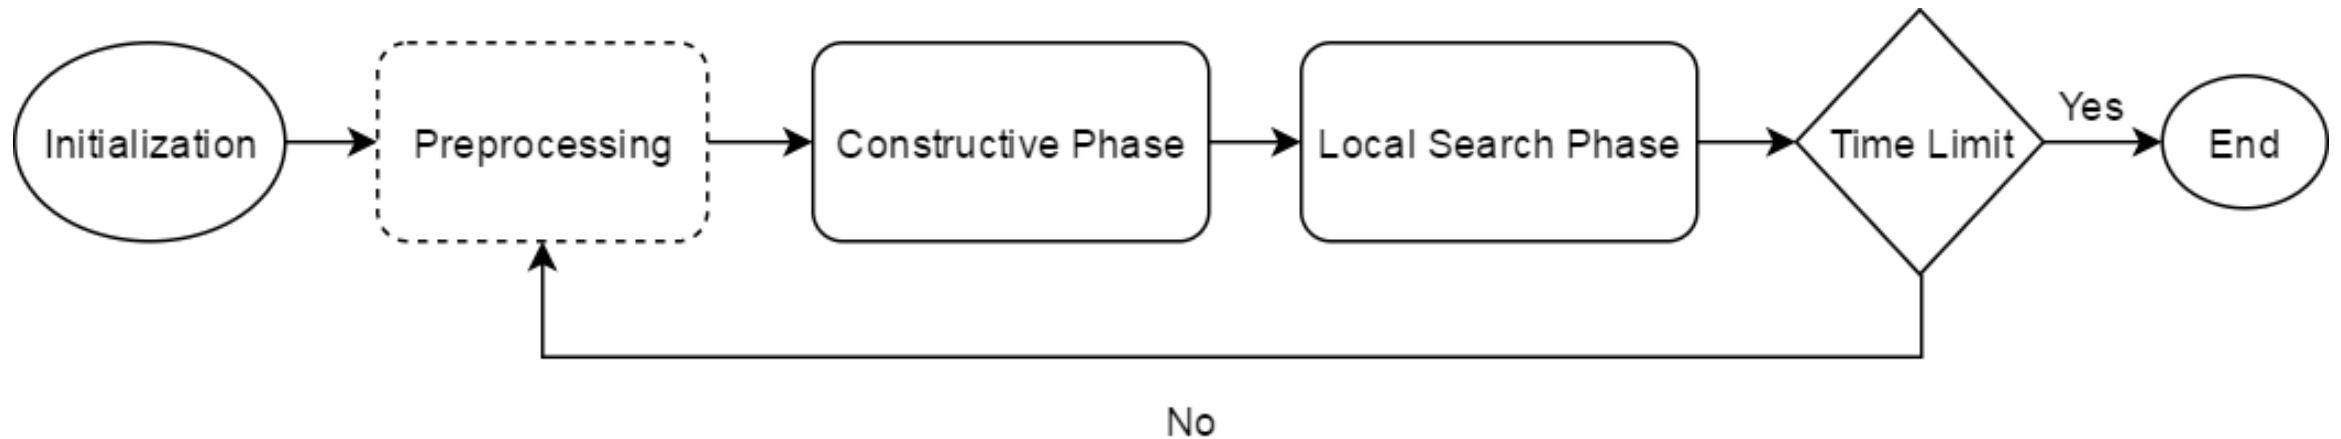 Initialization
Preprocessing
Constructive Phase
Local Search Phase
Time Limit
Yes
End
No